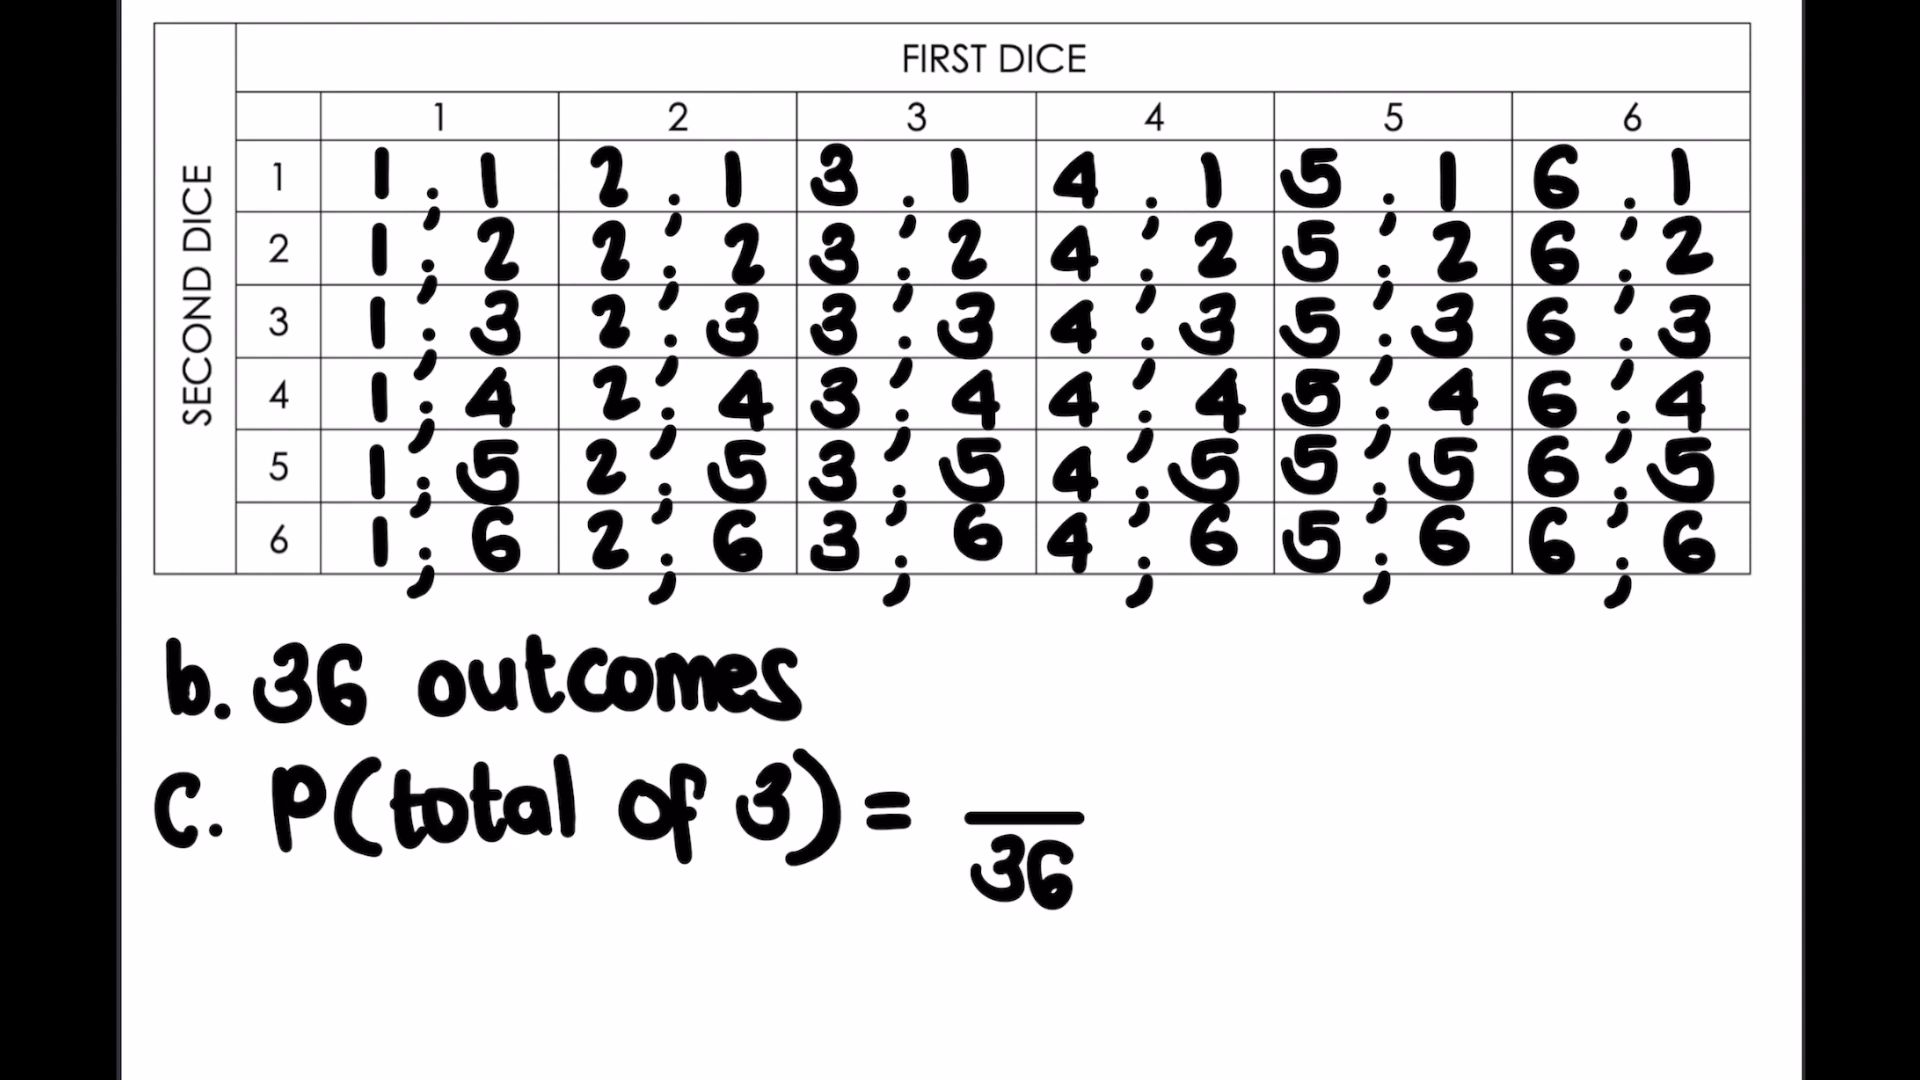 FIRST DICE
1 2 3 4 5 6
SECOND DICE
1 1;1 2;1 3;1 4;1 5;1 6;1
2 1;2 2;2 3;2 4;2 5;2 6;2
3 1;3 2;3 3;3 4;3 5;3 6;3
4 1;4 2;4 3;4 4;4 5;4 6;4
5 1;5 2;5 3;5 4;5 5;5 6;5
6 1;6 2;6 3;6 4;6 5;6 6;6
b. 36 outcomes
c. P(total of 3) = 
36